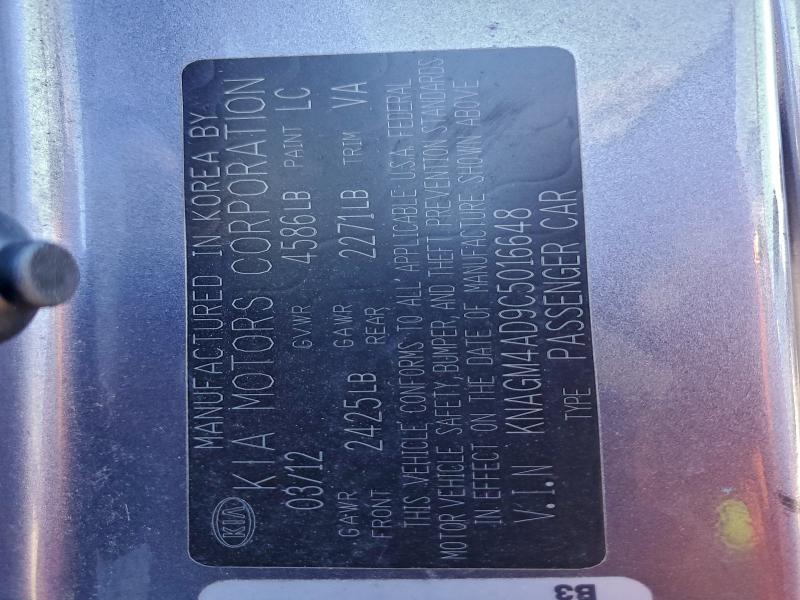 KIA
MANUFACTURED IN KOREA BY
KIA MOTORS CORPORATION
03/12 GVWR 4586LB PAINT LC
GAWR FRONT 2425LB GAWR REAR 2271LB TRIM VA
THIS VEHICLE CONFORMS TO ALL APPLICABLE U.S.A. FEDERAL
MOTOR VEHICLE SAFETY, BUMPER, AND THEFT PREVENTION STANDARDS
IN EFFECT ON THE DATE OF MANUFACTURE SHOWN ABOVE
V.I.N KNAGM4AD9C5016648
TYPE PASSENGER CAR
B3